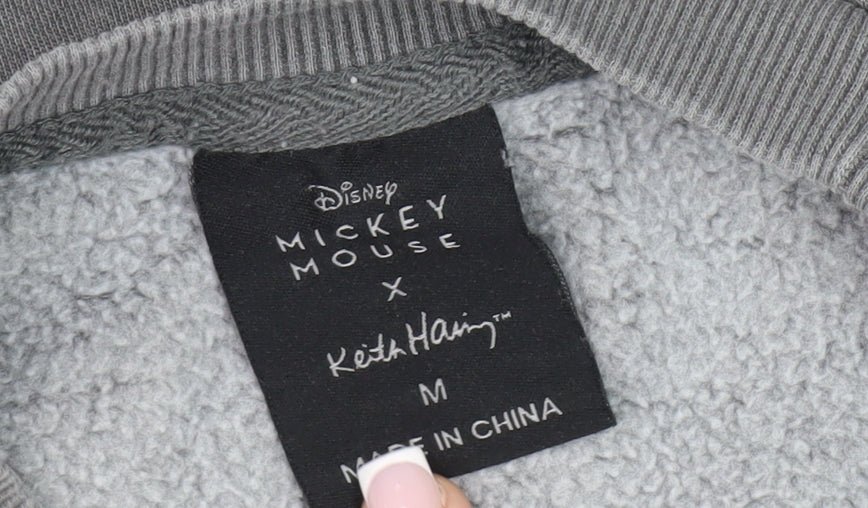 Disney
MICKEY
MOUSE
X
Keith Haring™
M
MADE IN CHINA